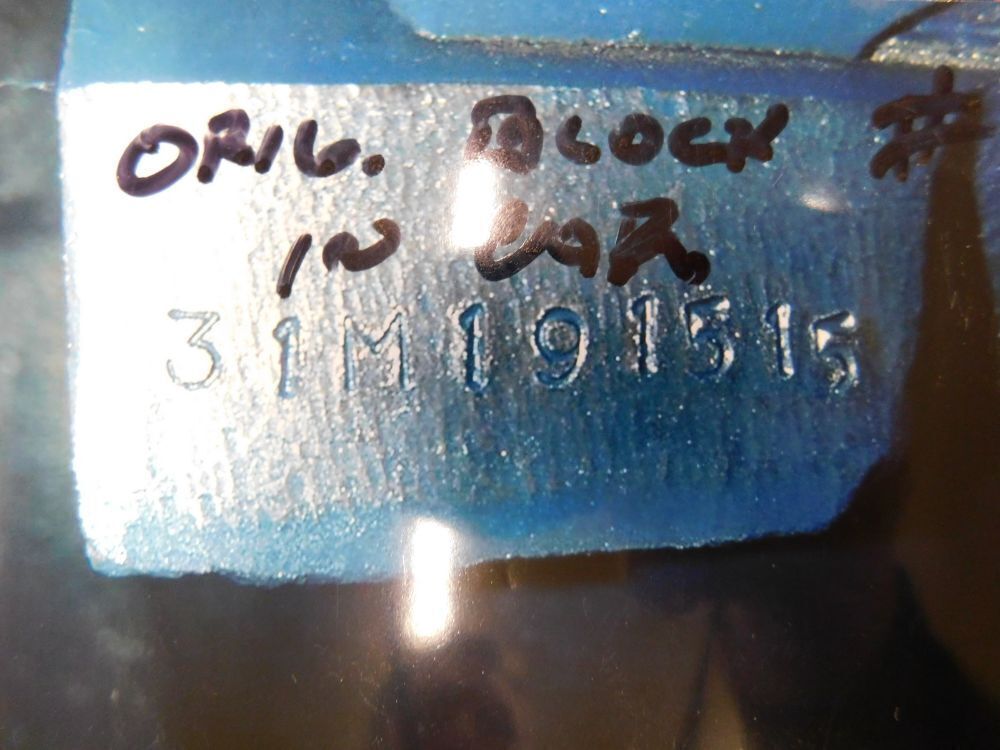 ORIG. BLOCK #
IN CAR
31M191515